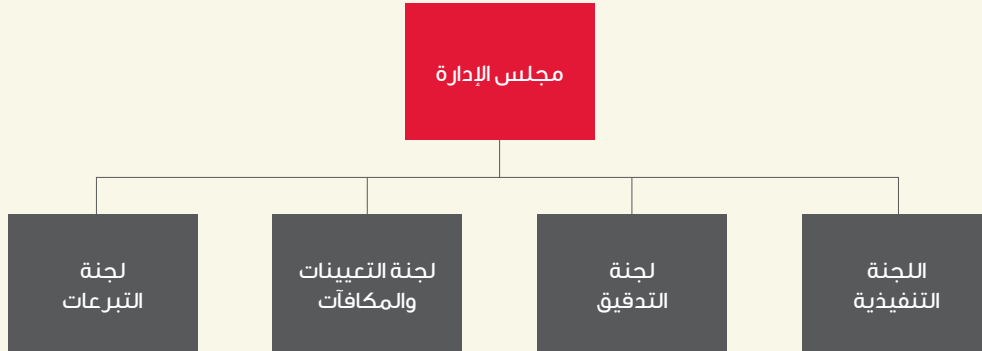 مجلس الإدارة
اللجنة
التنفيذية
لجنة
التدقيق
لجنة التعيينات
والمكافآت
لجنة
التبرعات